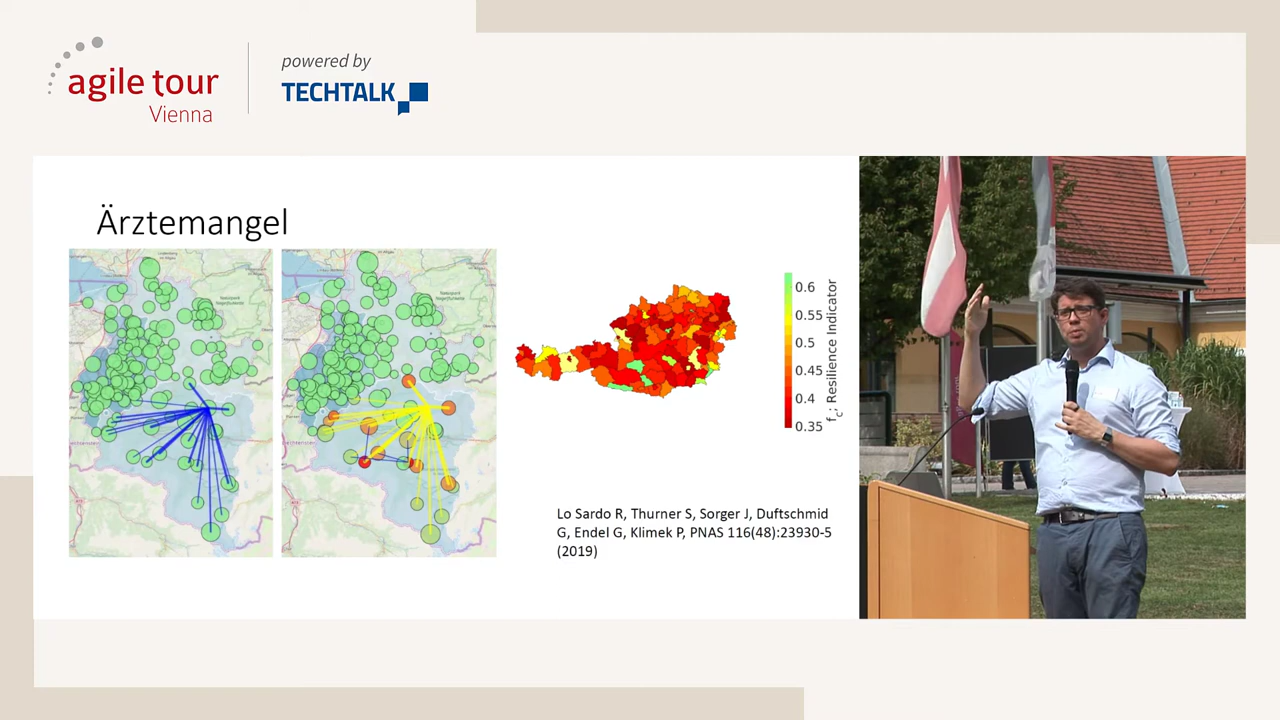 agile tour
Vienna
powered by
TECHTALK
Ärztemangel
0.6
0.55
0.5
0.45
0.4
0.35
fc; Resilience Indicator
Lo Sardo R, Thurner S, Sorger J, Duftschmid
G, Endel G, Klimek P, PNAS 116(48):23930-5
(2019)